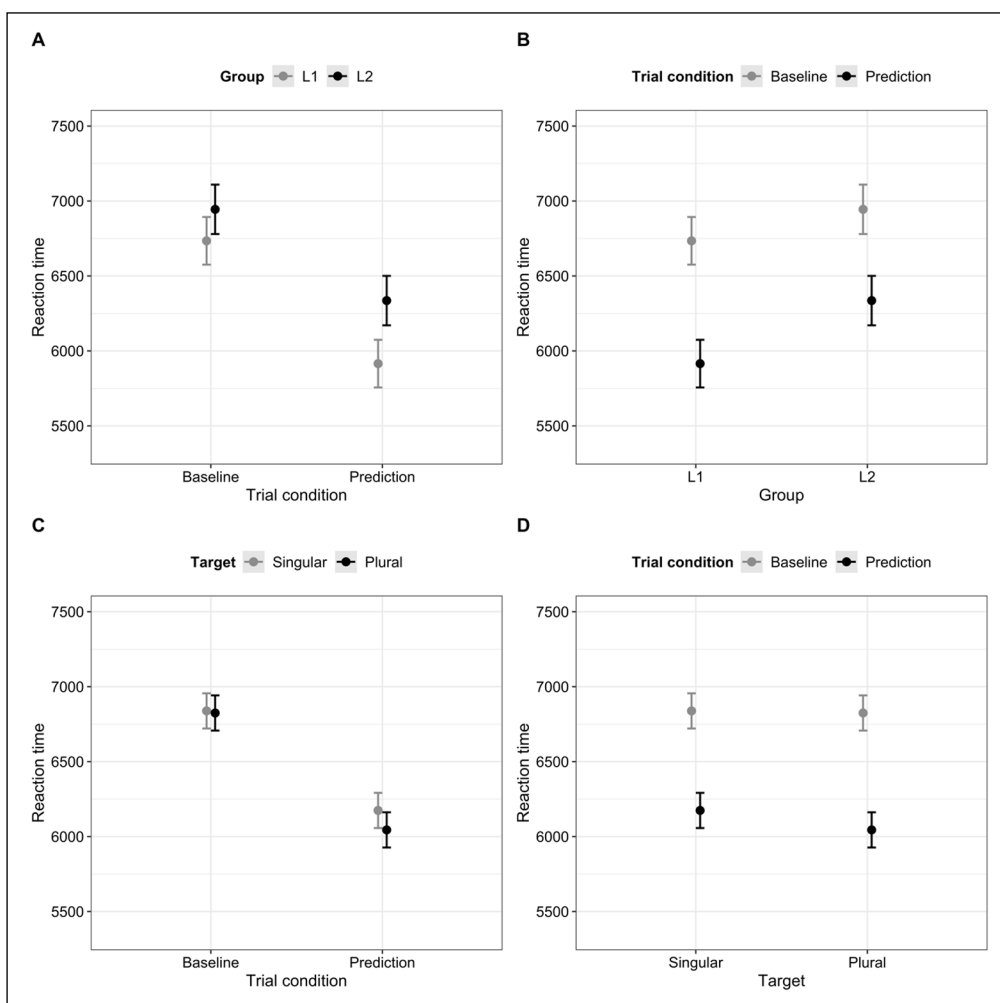 A
Group L1 L2
7500
7000
6500
6000
5500
Reaction time
Baseline Prediction
Trial condition
B
Trial condition Baseline Prediction
7500
7000
6500
6000
5500
Reaction time
L1 L2
Group
C
Target Singular Plural
7500
7000
6500
6000
5500
Reaction time
Baseline Prediction
Trial condition
D
Trial condition Baseline Prediction
7500
7000
6500
6000
5500
Reaction time
Singular Plural
Target